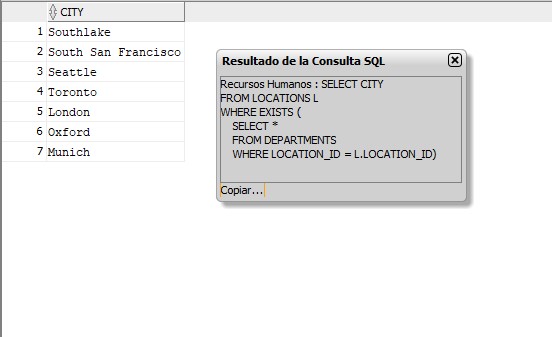 CITY
1 Southlake
2 South San Francisco
3 Seattle
4 Toronto
5 London
6 Oxford
7 Munich
Resultado de la Consulta SQL
Recursos Humanos : SELECT CITY
FROM LOCATIONS L
WHERE EXISTS (
SELECT *
FROM DEPARTMENTS
WHERE LOCATION_ID = L.LOCATION_ID)
Copiar...